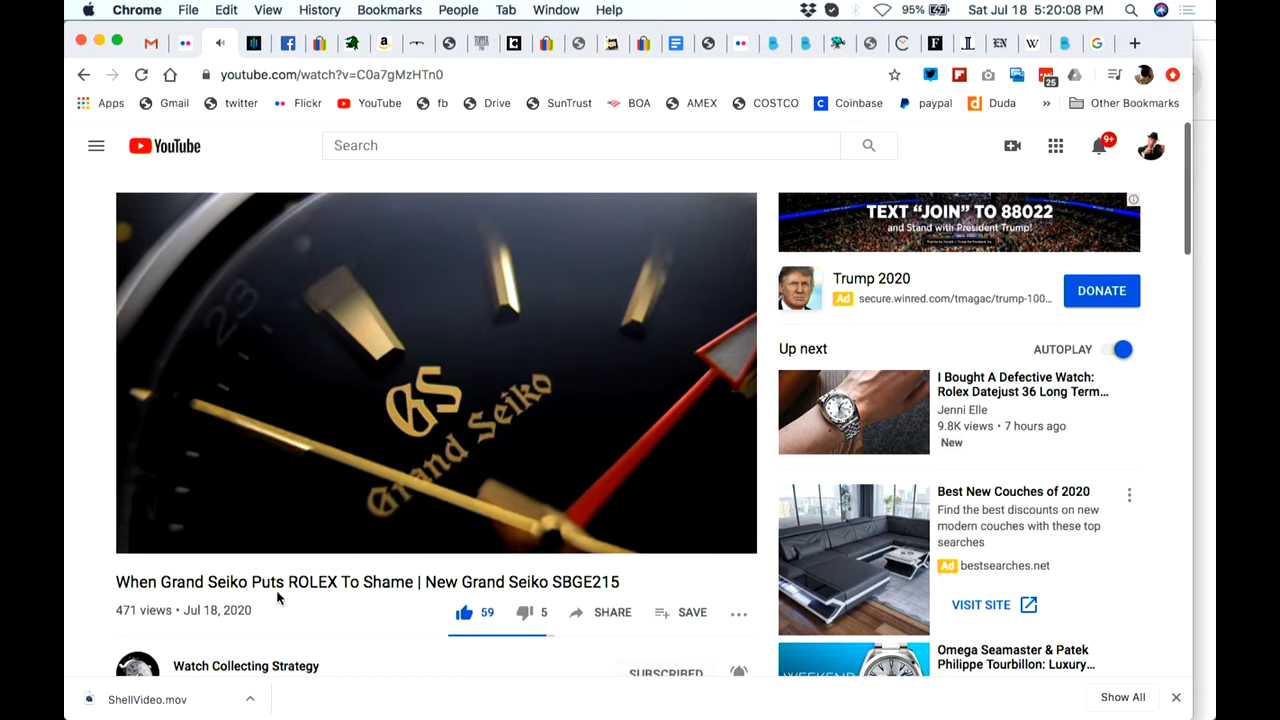 Chrome File Edit View History Bookmarks People Tab Window Help 95% Sat Jul 18 5:20:08 PM
youtube.com/watch?v=C0a7gMzHTn0
25
Apps Gmail twitter Flickr YouTube fb Drive SunTrust BOA AMEX COSTCO Coinbase paypal Duda » Other Bookmarks
YouTube
Search
9+
TEXT “JOIN” TO 88022
and Stand with President Trump!
Trump 2020
Ad secure.winred.com/tmagac/trump-100...
DONATE
23
GS
Grand Seiko
Up next
AUTOPLAY
I Bought A Defective Watch:
Rolex Datejust 36 Long Term...
Jenni Elle
9.8K views • 7 hours ago
New
Best New Couches of 2020
Find the best discounts on new
modern couches with these top
searches
Ad bestsearches.net
VISIT SITE
When Grand Seiko Puts ROLEX To Shame | New Grand Seiko SBGE215
471 views • Jul 18, 2020
59 5 SHARE SAVE
Omega Seamaster & Patek
Philippe Tourbillon: Luxury...
Watch Collecting Strategy
SUBSCRIBED
ShellVideo.mov
Show All